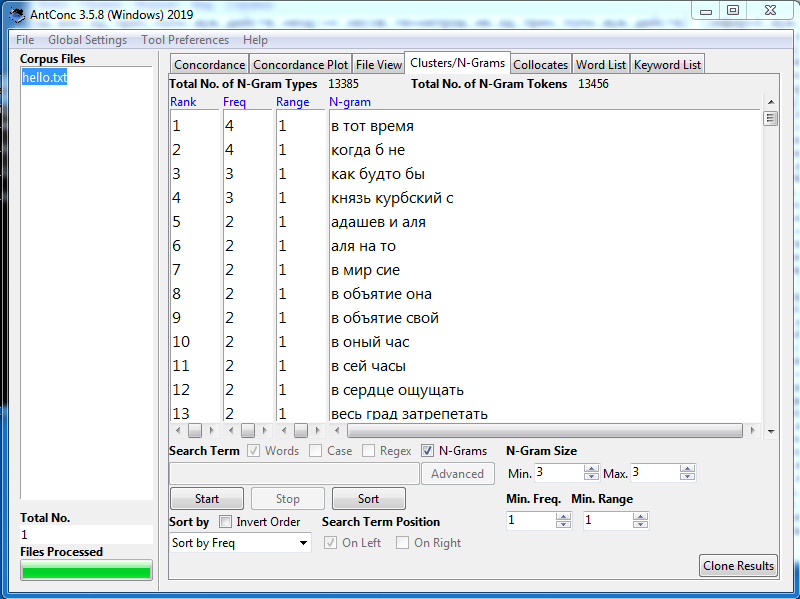 AntConc 3.5.8 (Windows) 2019
File Global Settings Tool Preferences Help
Corpus Files
hello.txt
Concordance Concordance Plot File View Clusters/N-Grams Collocates Word List Keyword List
Total No. of N-Gram Types 13385 Total No. of N-Gram Tokens 13456
Rank Freq Range N-gram
1 4 1 в тот время
2 4 1 когда б не
3 3 1 как будто бы
4 3 1 князь курбский с
5 2 1 адашев и аля
6 2 1 аля на то
7 2 1 в мир сие
8 2 1 в объятие она
9 2 1 в объятие свой
10 2 1 в оный час
11 2 1 в сей часы
12 2 1 в сердце ощущать
13 2 1 весь град затрепетать
Search Term Words Case Regex N-Grams N-Gram Size
Advanced Min. 3 Max. 3
Start Stop Sort Min. Freq. Min. Range
Sort by Invert Order Search Term Position 1 1
Sort by Freq On Left On Right
Total No.
1
Files Processed
Clone Results